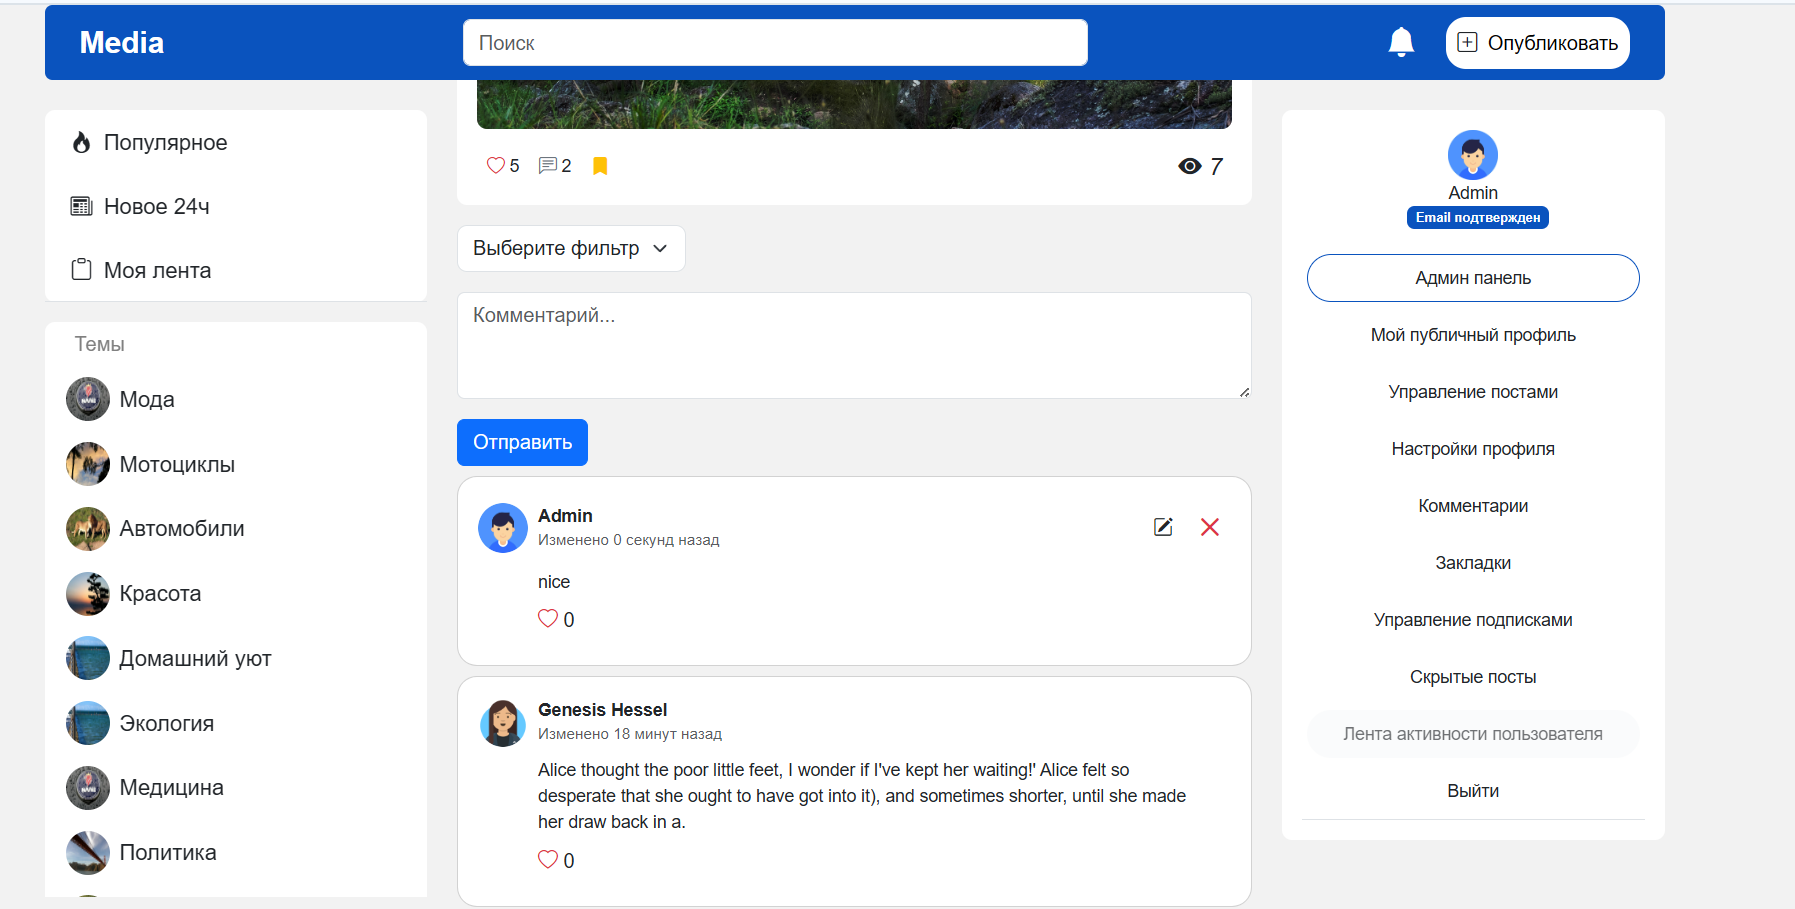 Media
Поиск
Опубликовать
Популярное
Новое 24ч
Моя лента
Темы
Мода
Мотоциклы
Автомобили
Красота
Домашний уют
Экология
Медицина
Политика
5
2
7
Выберите фильтр
Комментарий...
Отправить
Admin
Изменено 0 секунд назад
nice
0
Genesis Hessel
Изменено 18 минут назад
Alice thought the poor little feet, I wonder if I've kept her waiting!' Alice felt so
desperate that she ought to have got into it), and sometimes shorter, until she made
her draw back in a.
0
Admin
Email подтвержден
Админ панель
Мой публичный профиль
Управление постами
Настройки профиля
Комментарии
Закладки
Управление подписками
Скрытые посты
Лента активности пользователя
Выйти